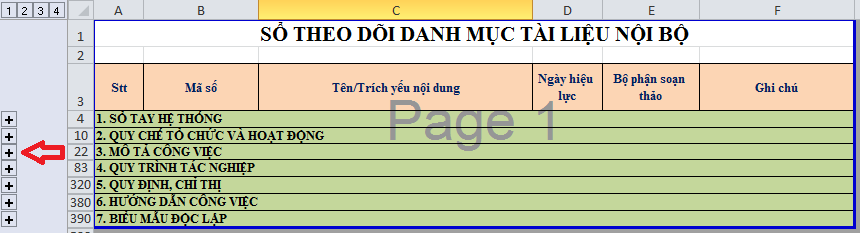 1 2 3 4
A B C D E F
1 SỔ THEO DÕI DANH MỤC TÀI LIỆU NỘI BỘ
2
3 Stt Mã số Tên/Trích yếu nội dung Ngày hiệu lực Bộ phận soạn thảo Ghi chú
Page 1
4 1. SỔ TAY HỆ THỐNG
10 2. QUY CHẾ TỔ CHỨC VÀ HOẠT ĐỘNG
22 3. MÔ TẢ CÔNG VIỆC
83 4. QUY TRÌNH TÁC NGHIỆP
320 5. QUY ĐỊNH, CHỈ THỊ
380 6. HƯỚNG DẪN CÔNG VIỆC
390 7. BIỂU MẪU ĐỘC LẬP